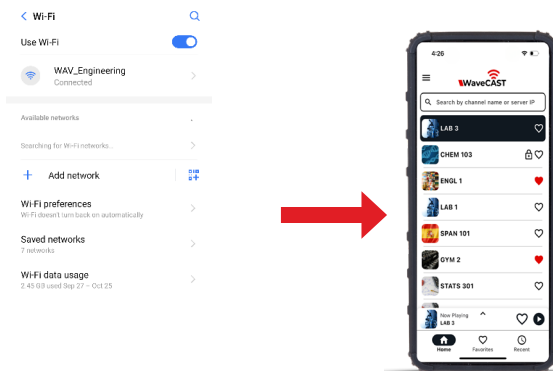 Wi-Fi
Use Wi-Fi
WAV_Engineering
Connected
Available networks
Searching for Wi-Fi networks...
Add network
Wi-Fi preferences
Wi-Fi doesn't turn back on automatically
Saved networks
7 networks
Wi-Fi data usage
2.45 GB used Sep 27 – Oct 25
4:26
WaveCAST
Search by channel name or server IP
LAB 3
CHEM 103
ENGL 1
LAB 1
SPAN 101
GYM 2
STATS 301
Now Playing
LAB 3
Home
Favorites
Recent